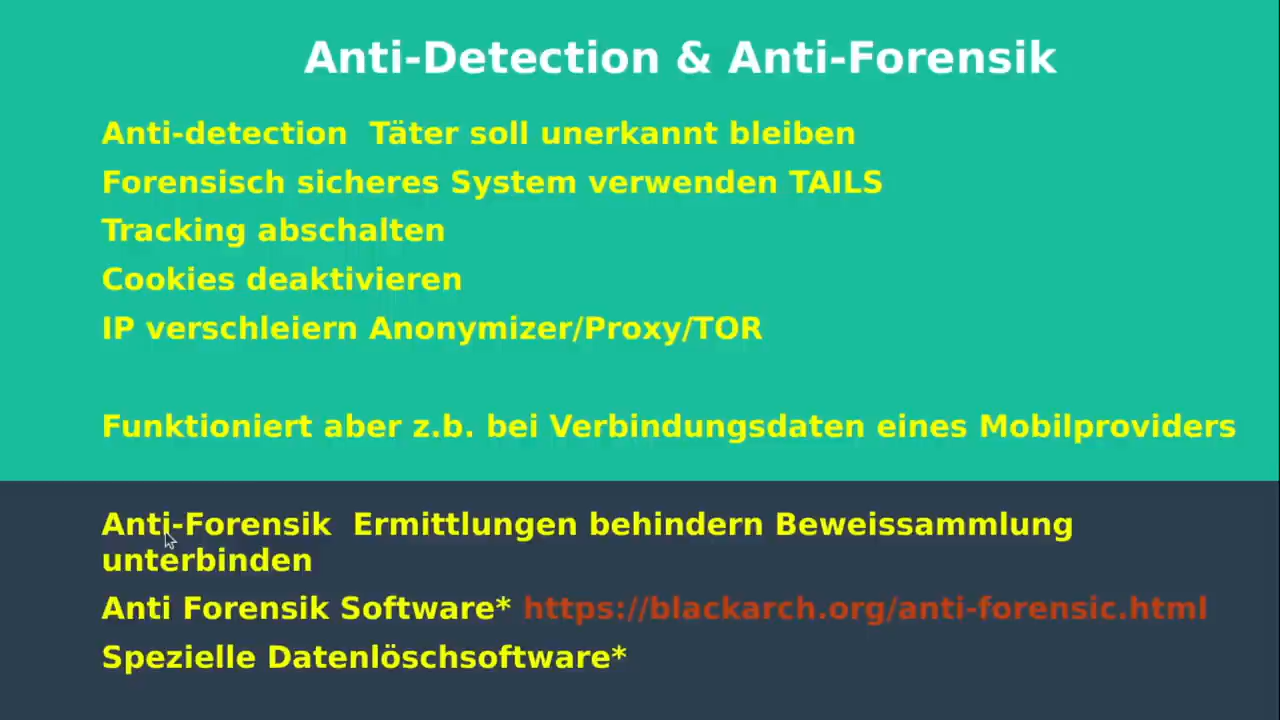 Anti-Detection & Anti-Forensik
Anti-detection Täter soll unerkannt bleiben
Forensisch sicheres System verwenden TAILS
Tracking abschalten
Cookies deaktivieren
IP verschleiern Anonymizer/Proxy/TOR
Funktioniert aber z.b. bei Verbindungsdaten eines Mobilproviders
Anti-Forensik Ermittlungen behindern Beweissammlung
unterbinden
Anti Forensik Software* https://blackarch.org/anti-forensic.html
Spezielle Datenlöschsoftware*